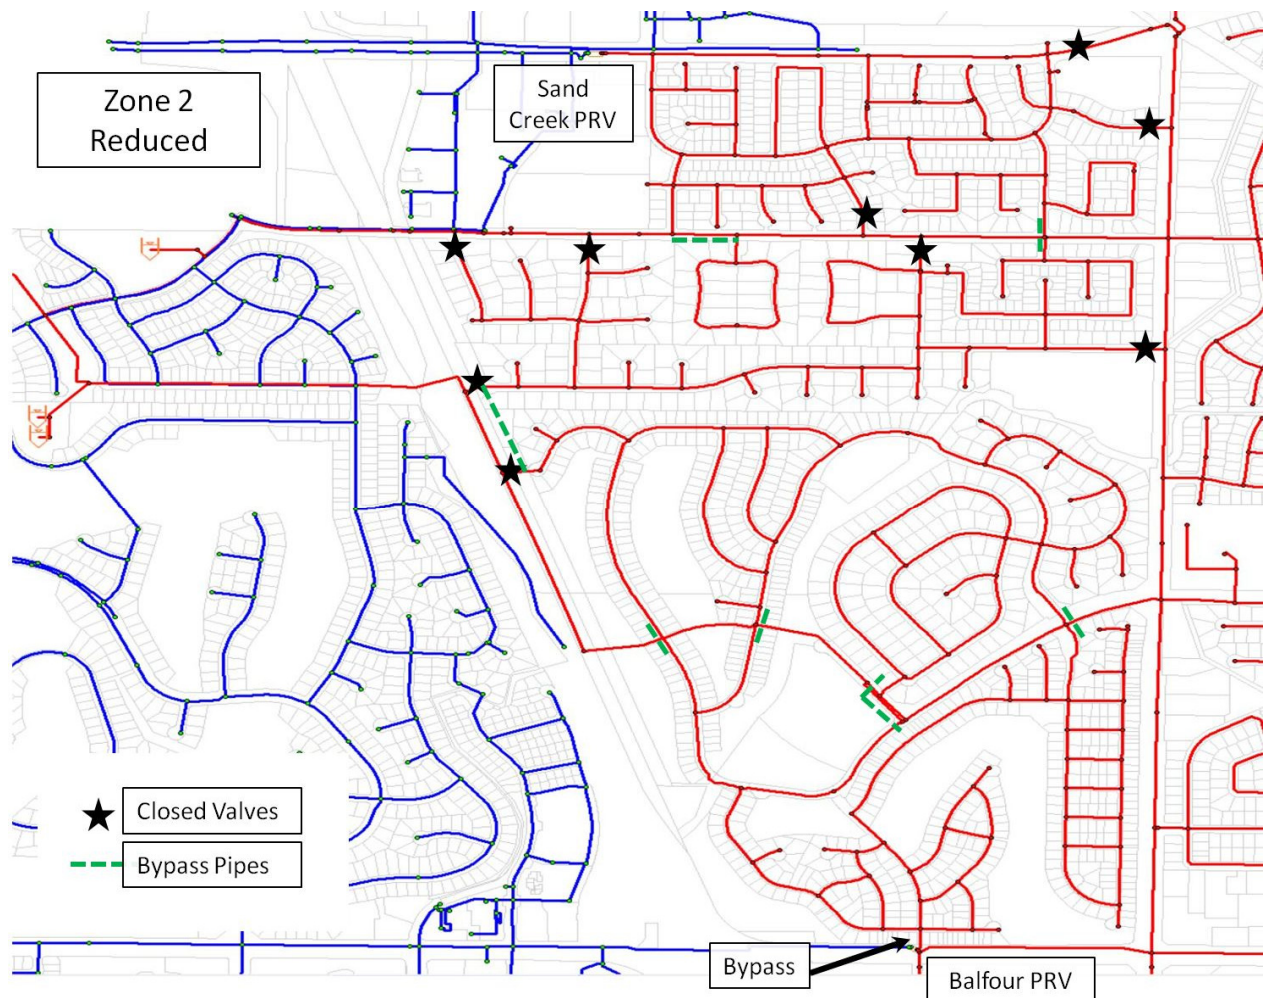 Zone 2
Reduced
Sand
Creek PRV
Closed Valves
Bypass Pipes
Bypass
Balfour PRV